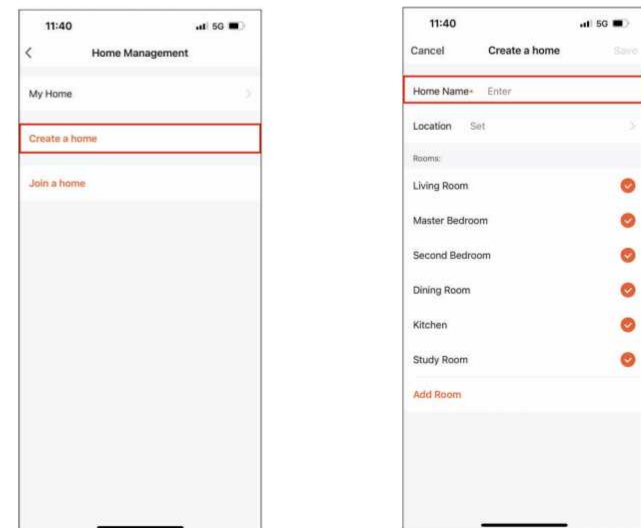 11:40
5G
Home Management
My Home
Create a home
Join a home
11:40
5G
Cancel Create a home Save
Home Name* Enter
Location Set
Rooms:
Living Room
Master Bedroom
Second Bedroom
Dining Room
Kitchen
Study Room
Add Room